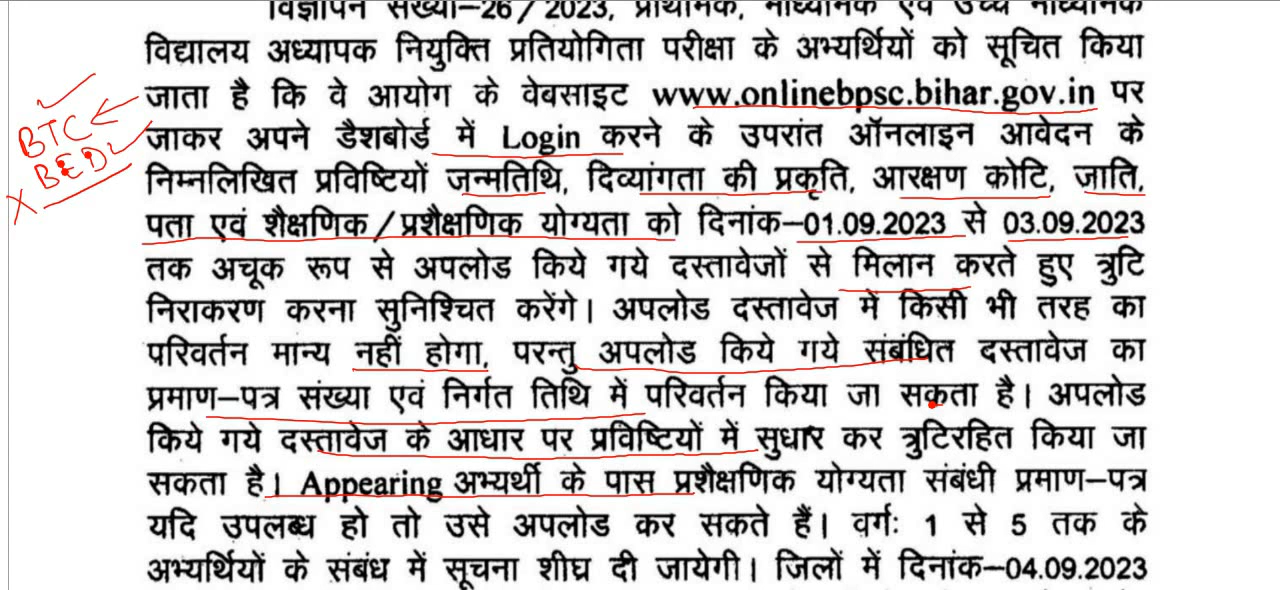 विज्ञापन संख्या–26/2023, प्राथमिक, माध्यमिक एवं उच्च माध्यमिक
विद्यालय अध्यापक नियुक्ति प्रतियोगिता परीक्षा के अभ्यर्थियों को सूचित किया
जाता है कि वे आयोग के वेबसाइट www.onlinebpsc.bihar.gov.in पर
जाकर अपने डैशबोर्ड में Login करने के उपरांत ऑनलाइन आवेदन के
निम्नलिखित प्रविष्टियों जन्मतिथि, दिव्यांगता की प्रकृति, आरक्षण कोटि, जाति,
पता एवं शैक्षणिक/प्रशैक्षणिक योग्यता को दिनांक–01.09.2023 से 03.09.2023
तक अचूक रूप से अपलोड किये गये दस्तावेजों से मिलान करते हुए त्रुटि
निराकरण करना सुनिश्चित करेंगे। अपलोड दस्तावेज में किसी भी तरह का
परिवर्तन मान्य नहीं होगा, परन्तु अपलोड किये गये संबंधित दस्तावेज का
प्रमाण–पत्र संख्या एवं निर्गत तिथि में परिवर्तन किया जा सकता है। अपलोड
किये गये दस्तावेज के आधार पर प्रविष्टियों में सुधार कर त्रुटिरहित किया जा
सकता है। Appearing अभ्यर्थी के पास प्रशैक्षणिक योग्यता संबंधी प्रमाण–पत्र
यदि उपलब्ध हो तो उसे अपलोड कर सकते हैं। वर्गः 1 से 5 तक के
अभ्यर्थियों के संबंध में सूचना शीघ्र दी जायेगी। जिलों में दिनांक–04.09.2023
BTC
BED